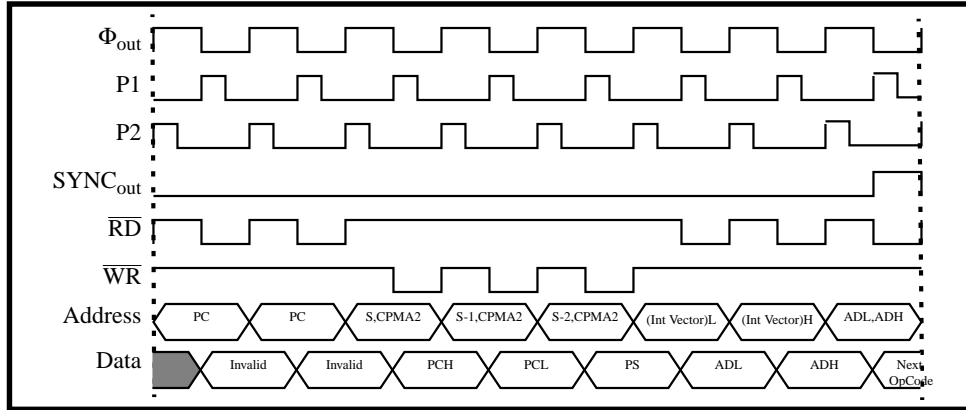 Φout
P1
P2
SYNCout
RD
WR
Address PC PC S,CPMA2 S-1,CPMA2 S-2,CPMA2 (Int Vector)L (Int Vector)H ADL,ADH
Data Invalid Invalid PCH PCL PS ADL ADH Next
OpCode